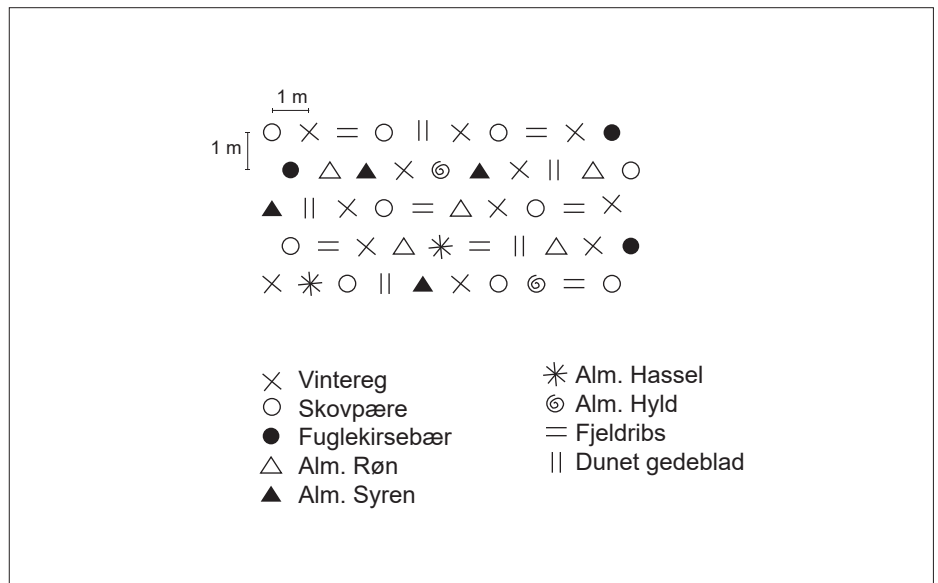 1 m
1 m
Vintereg
Skovpære
Fuglekirsebær
Alm. Røn
Alm. Syren
Alm. Hassel
Alm. Hyld
Fjeldribs
Dunet gedeblad